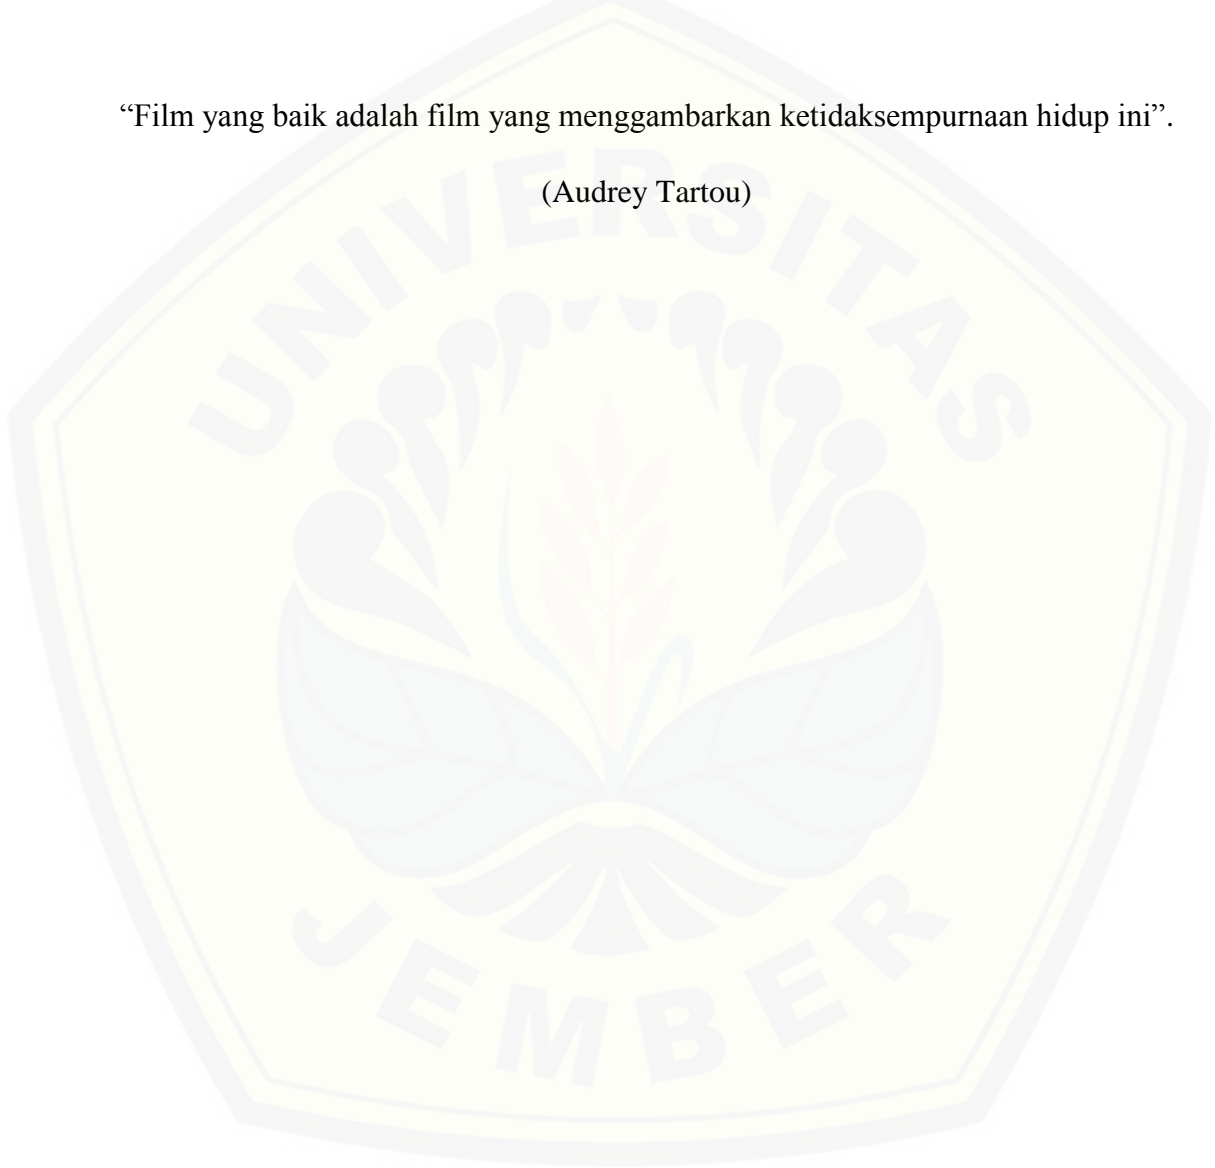 “Film yang baik adalah film yang menggambarkan ketidaksempurnaan hidup ini”.
(Audrey Tartou)
UNIVERSITAS
JEMBER